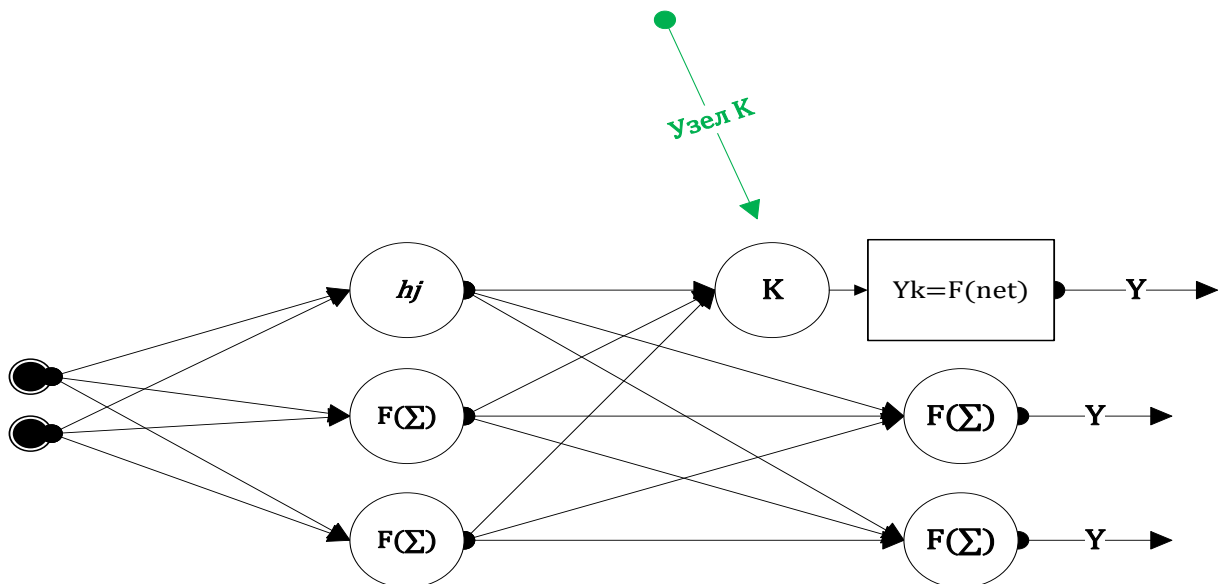 Узел K
hj
K
Yk=F(net)
Y
F(∑)
F(∑)
Y
F(∑)
F(∑)
Y